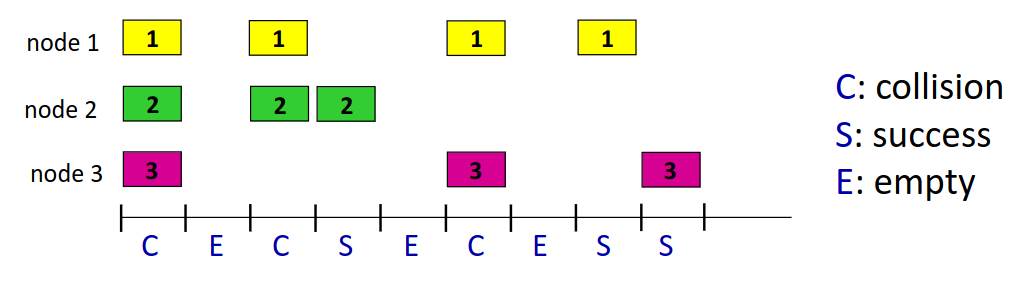 node 1 1 1 1 1
node 2 2 2 2
node 3 3 3 3
C E C S E C E S S
C: collision
S: success
E: empty